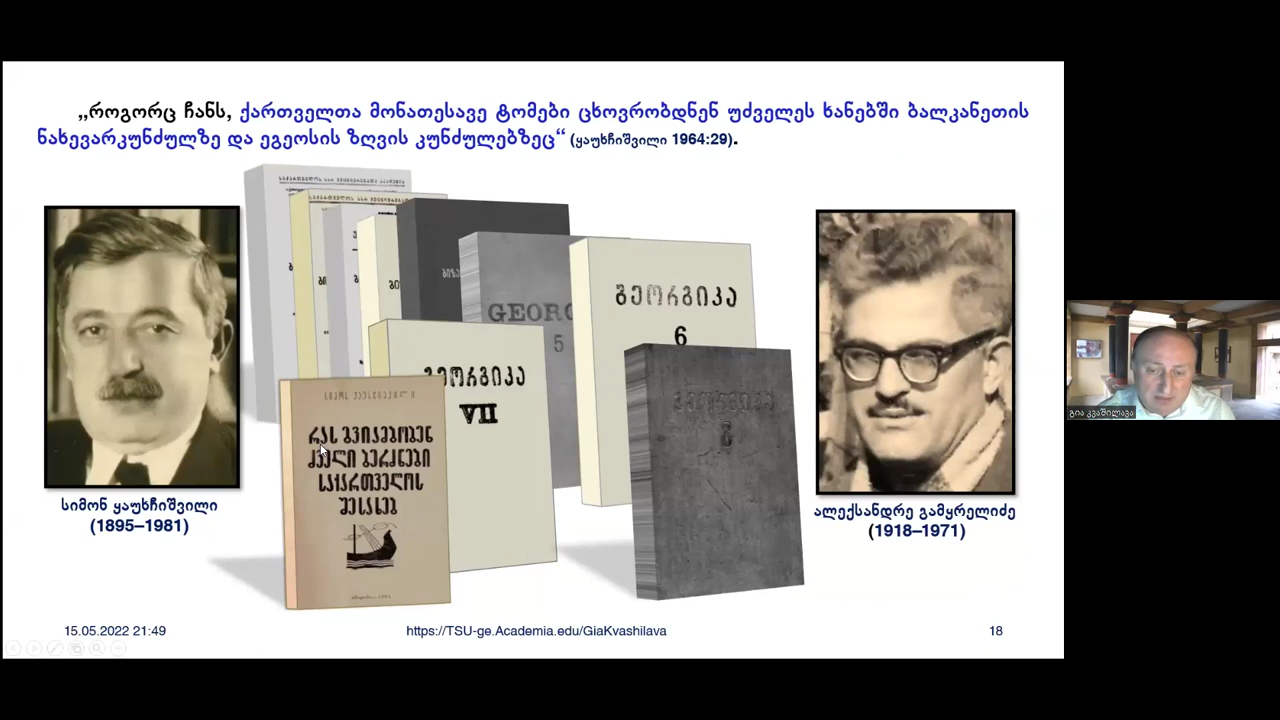 „როგორც ჩანს, ქართველთა მონათესავე ტომები ცხოვრობდნენ უძველეს ხანებში ბალკანეთის
ნახევარკუნძულზე და ეგეოსის ზღვის კუნძულებზეც“ (ყაუხჩიშვილი 1964:29).
გეორგიკა
6
GEORG
5
გეორგიკა
VII
რას გვიამბობენ
ძველი ბერძნები
საქართველოს
შესახებ
სიმონ ყაუხჩიშვილი
(1895–1981)
ალექსანდრე გამყრელიძე
(1918–1971)
გია კვაშილავა
15.05.2022 21:49
https://TSU-ge.Academia.edu/GiaKvashilava
18